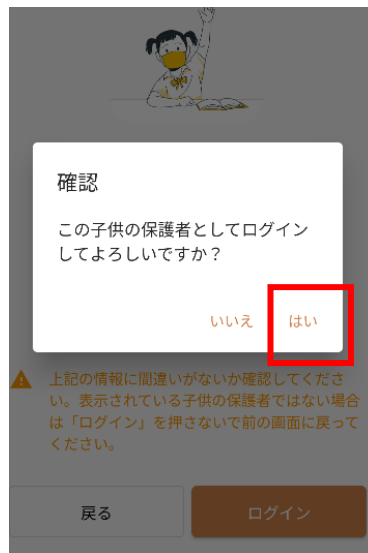 確認
この子供の保護者としてログイン
してよろしいですか？
いいえ
はい
上記の情報に間違いがないか確認してくださ
い。表示されている子供の保護者ではない場合
は「ログイン」を押さないで前の画面に戻って
ください。
戻る
ログイン